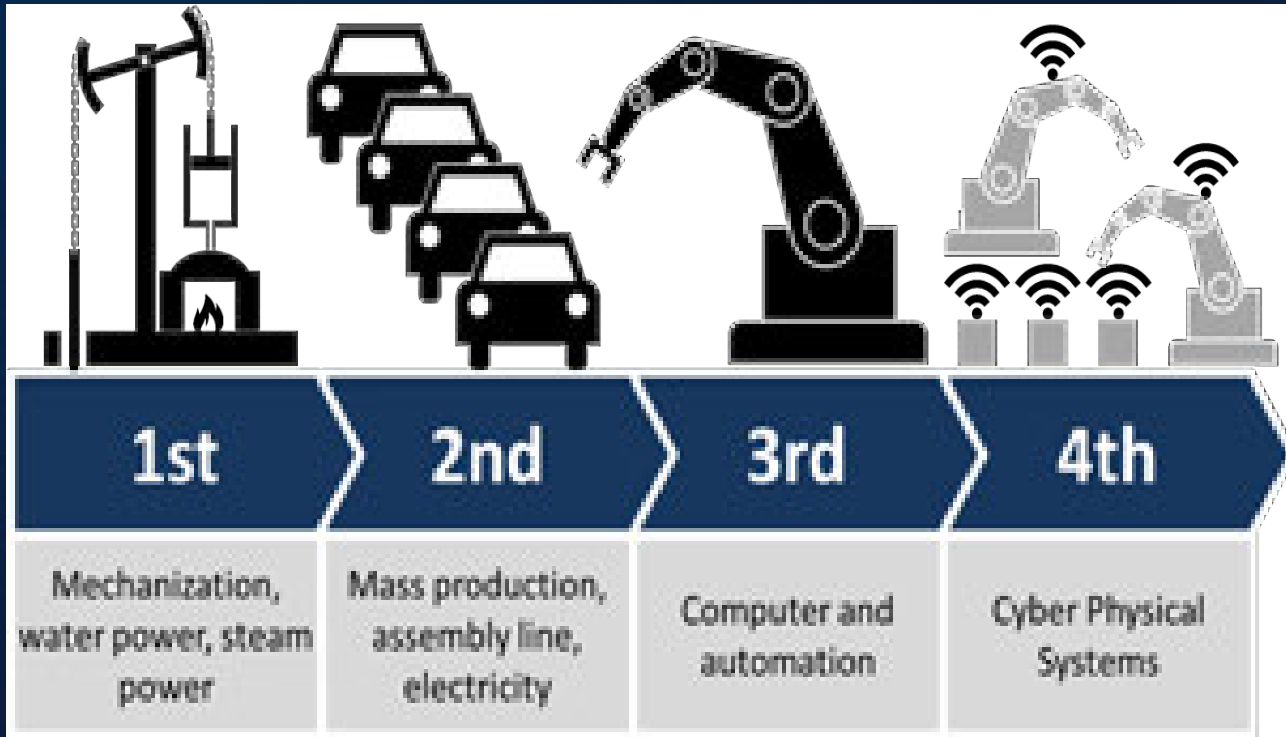 1st
2nd
3rd
4th
Mechanization,
water power, steam
power
Mass production,
assembly line,
electricity
Computer and
automation
Cyber Physical
Systems